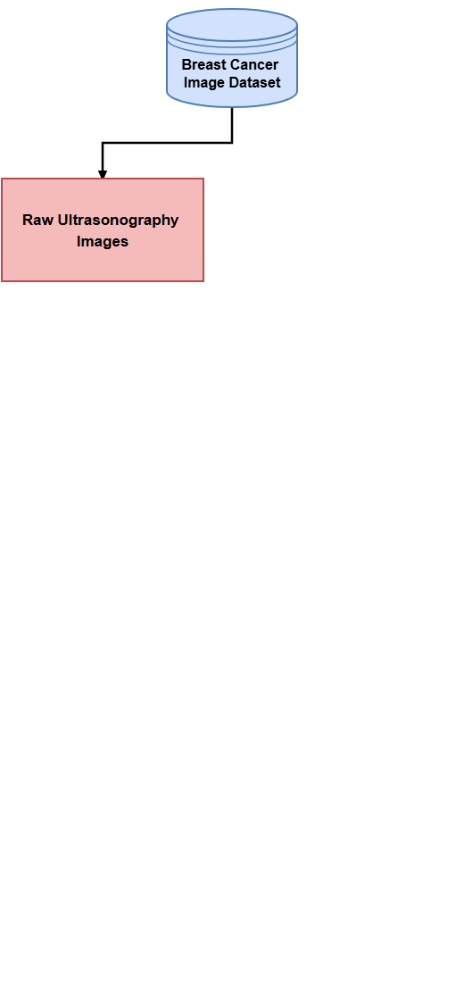 Breast Cancer
Image Dataset
Raw Ultrasonography
Images